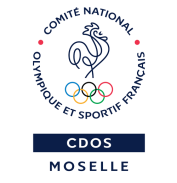 COMITÉ NATIONAL
OLYMPIQUE ET SPORTIF FRANÇAIS
CDOS
MOSELLE